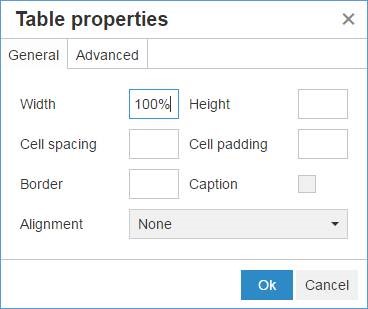 Table properties ×
General Advanced
Width 100% Height
Cell spacing Cell padding
Border Caption
Alignment None
Ok Cancel